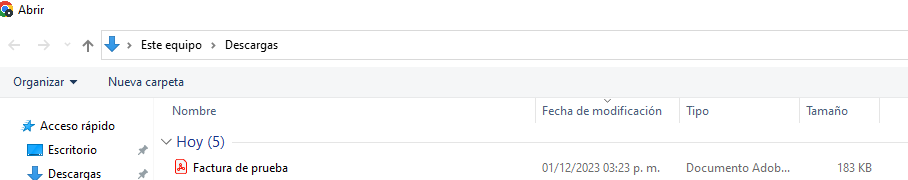 Abrir
Este equipo > Descargas
Organizar Nueva carpeta
Nombre Fecha de modificación Tipo Tamaño
Acceso rápido
Hoy (5)
Escritorio
Factura de prueba 01/12/2023 03:23 p. m. Documento Adob... 183 KB
Descargas